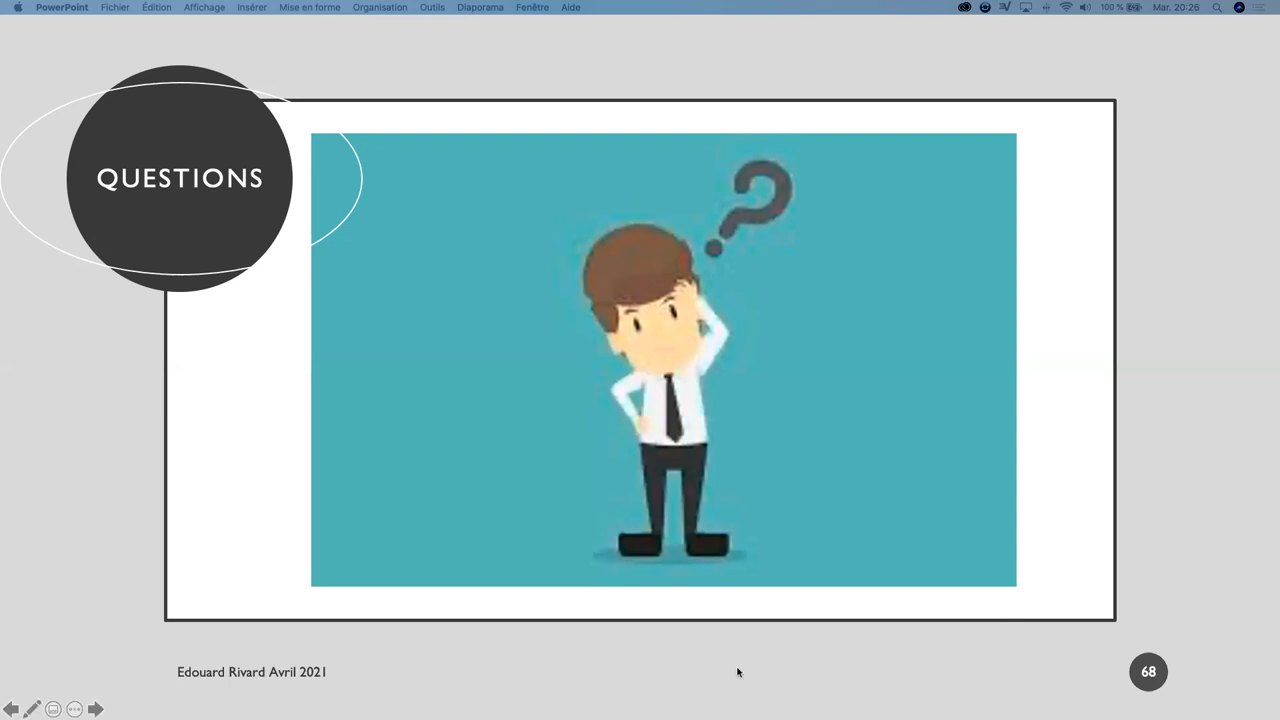 PowerPoint Fichier Édition Affichage Insérer Mise en forme Organisation Outils Diaporama Fenêtre Aide 100 % Mar. 20:26
QUESTIONS
?
Edouard Rivard Avril 2021
68